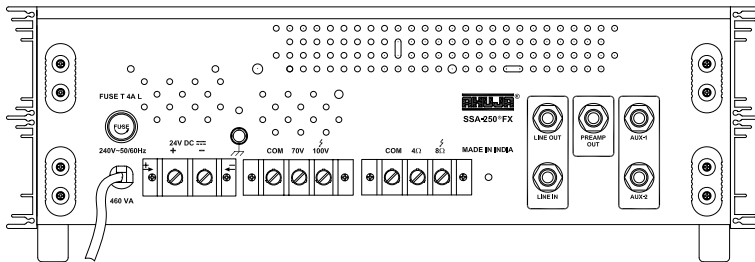 FUSE T 4A L
FUSE
240V~50/60Hz
460 VA
24V DC
+ −
+ −
COM 70V 100V
COM 4Ω 8Ω
AHUJA®
SSA-250°FX
MADE IN INDIA
LINE OUT
PREAMP
OUT
AUX-1
LINE IN
AUX-2